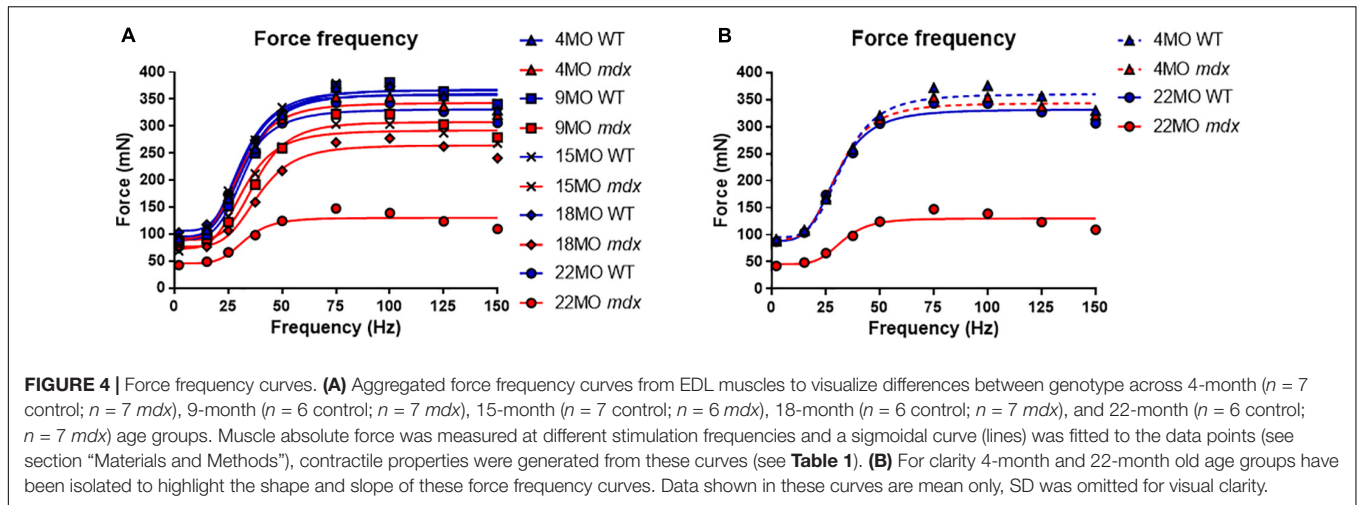 A
Force frequency
Force (mN)
400
350
300
250
200
150
100
50
0
0 25 50 75 100 125 150
Frequency (Hz)
4MO WT
4MO mdx
9MO WT
9MO mdx
15MO WT
15MO mdx
18MO WT
18MO mdx
22MO WT
22MO mdx
B
Force frequency
Force (mN)
400
350
300
250
200
150
100
50
0
0 25 50 75 100 125 150
Frequency (Hz)
4MO WT
4MO mdx
22MO WT
22MO mdx
FIGURE 4 | Force frequency curves. (A) Aggregated force frequency curves from EDL muscles to visualize differences between genotype across 4-month (n = 7
control; n = 7 mdx), 9-month (n = 6 control; n = 7 mdx), 15-month (n = 7 control; n = 6 mdx), 18-month (n = 6 control; n = 7 mdx), and 22-month (n = 6 control;
n = 7 mdx) age groups. Muscle absolute force was measured at different stimulation frequencies and a sigmoidal curve (lines) was fitted to the data points (see
section “Materials and Methods”), contractile properties were generated from these curves (see Table 1). (B) For clarity 4-month and 22-month old age groups have
been isolated to highlight the shape and slope of these force frequency curves. Data shown in these curves are mean only, SD was omitted for visual clarity.